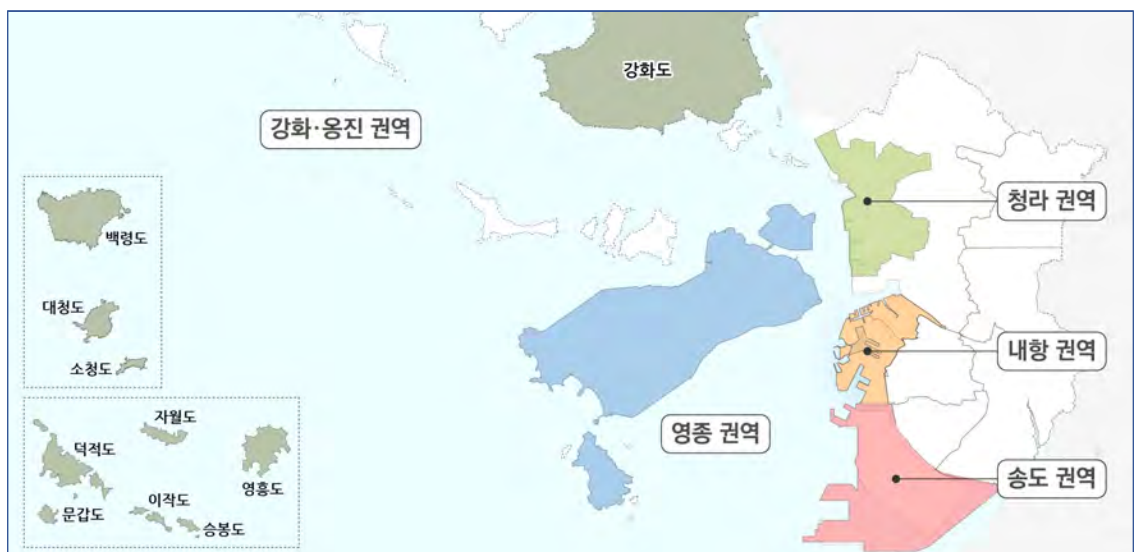 강화도
강화·옹진 권역
청라 권역
백령도
대청도
소청도
내항 권역
영종 권역
자월도
덕적도
영흥도
이작도
문갑도
승봉도
송도 권역